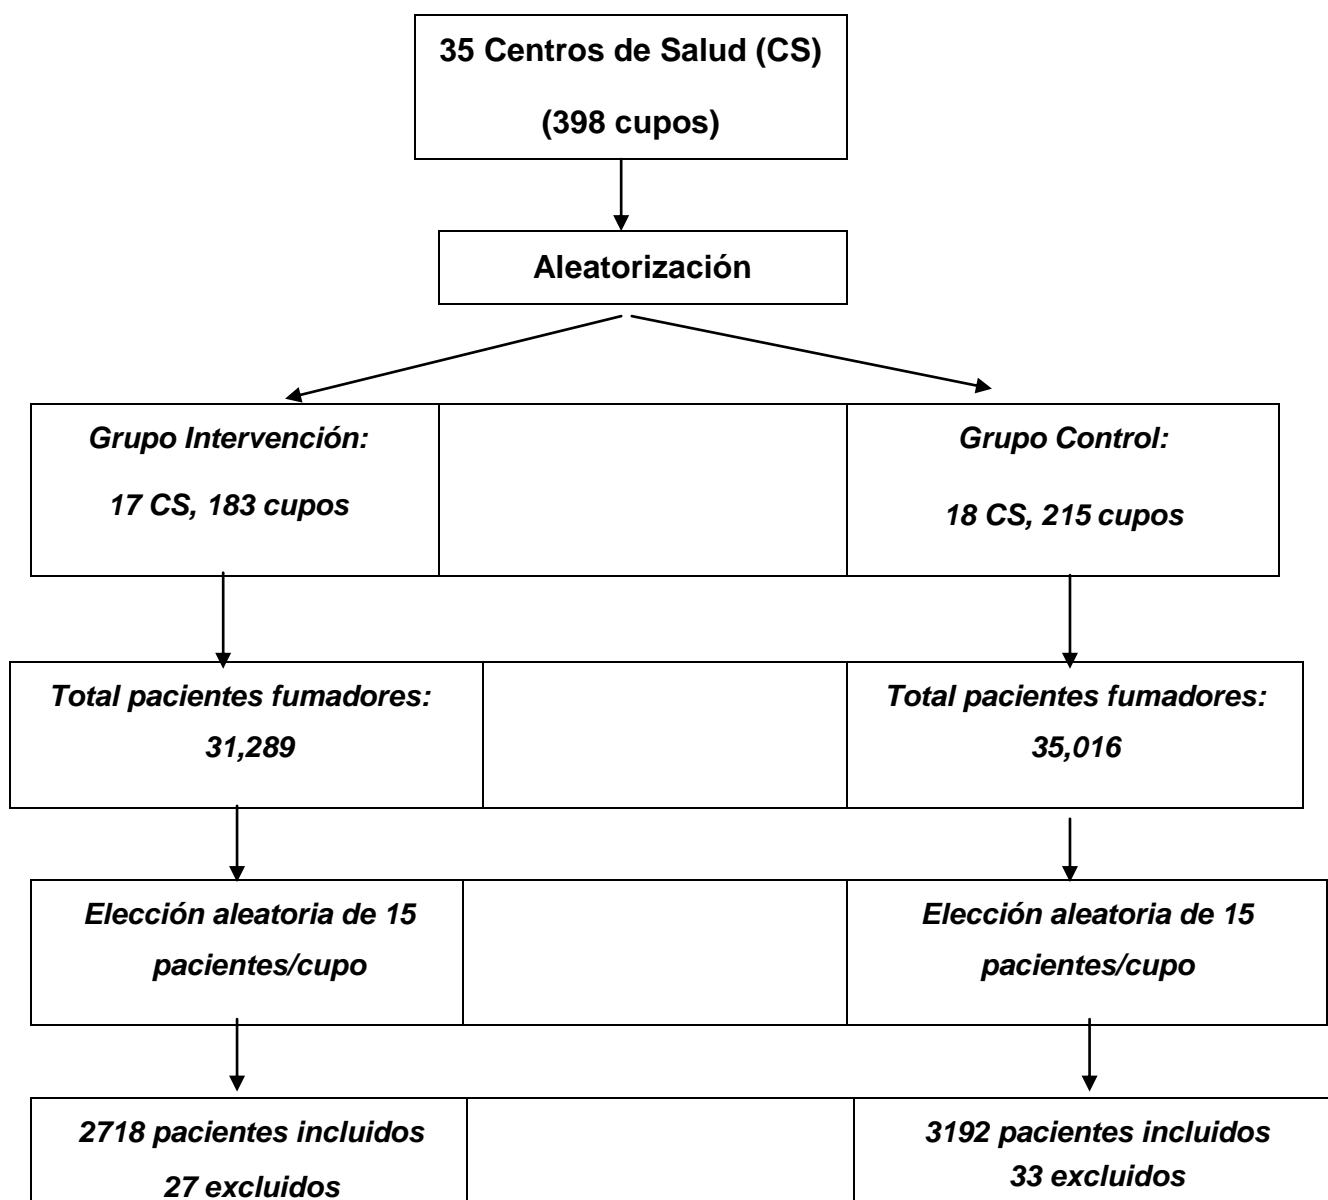 35 Centros de Salud (CS)
(398 cupos)
Aleatorización
Grupo Intervención:
17 CS, 183 cupos
Grupo Control:
18 CS, 215 cupos
Total pacientes fumadores:
31,289
Total pacientes fumadores:
35,016
Elección aleatoria de 15
pacientes/cupo
Elección aleatoria de 15
pacientes/cupo
2718 pacientes incluidos
27 excluidos
3192 pacientes incluidos
33 excluidos